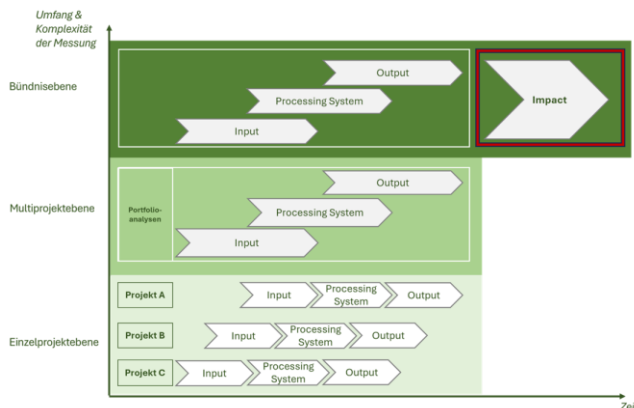 Umfang &
Komplexität
der Messung
Bündnisebene
Output
Processing System
Input
Impact
Multiprojektebene
Portfolio-
analysen
Output
Processing System
Input
Einzelprojektebene
Projekt A
Input
Processing
System
Output
Projekt B
Input
Processing
System
Output
Projekt C
Input
Processing
System
Output